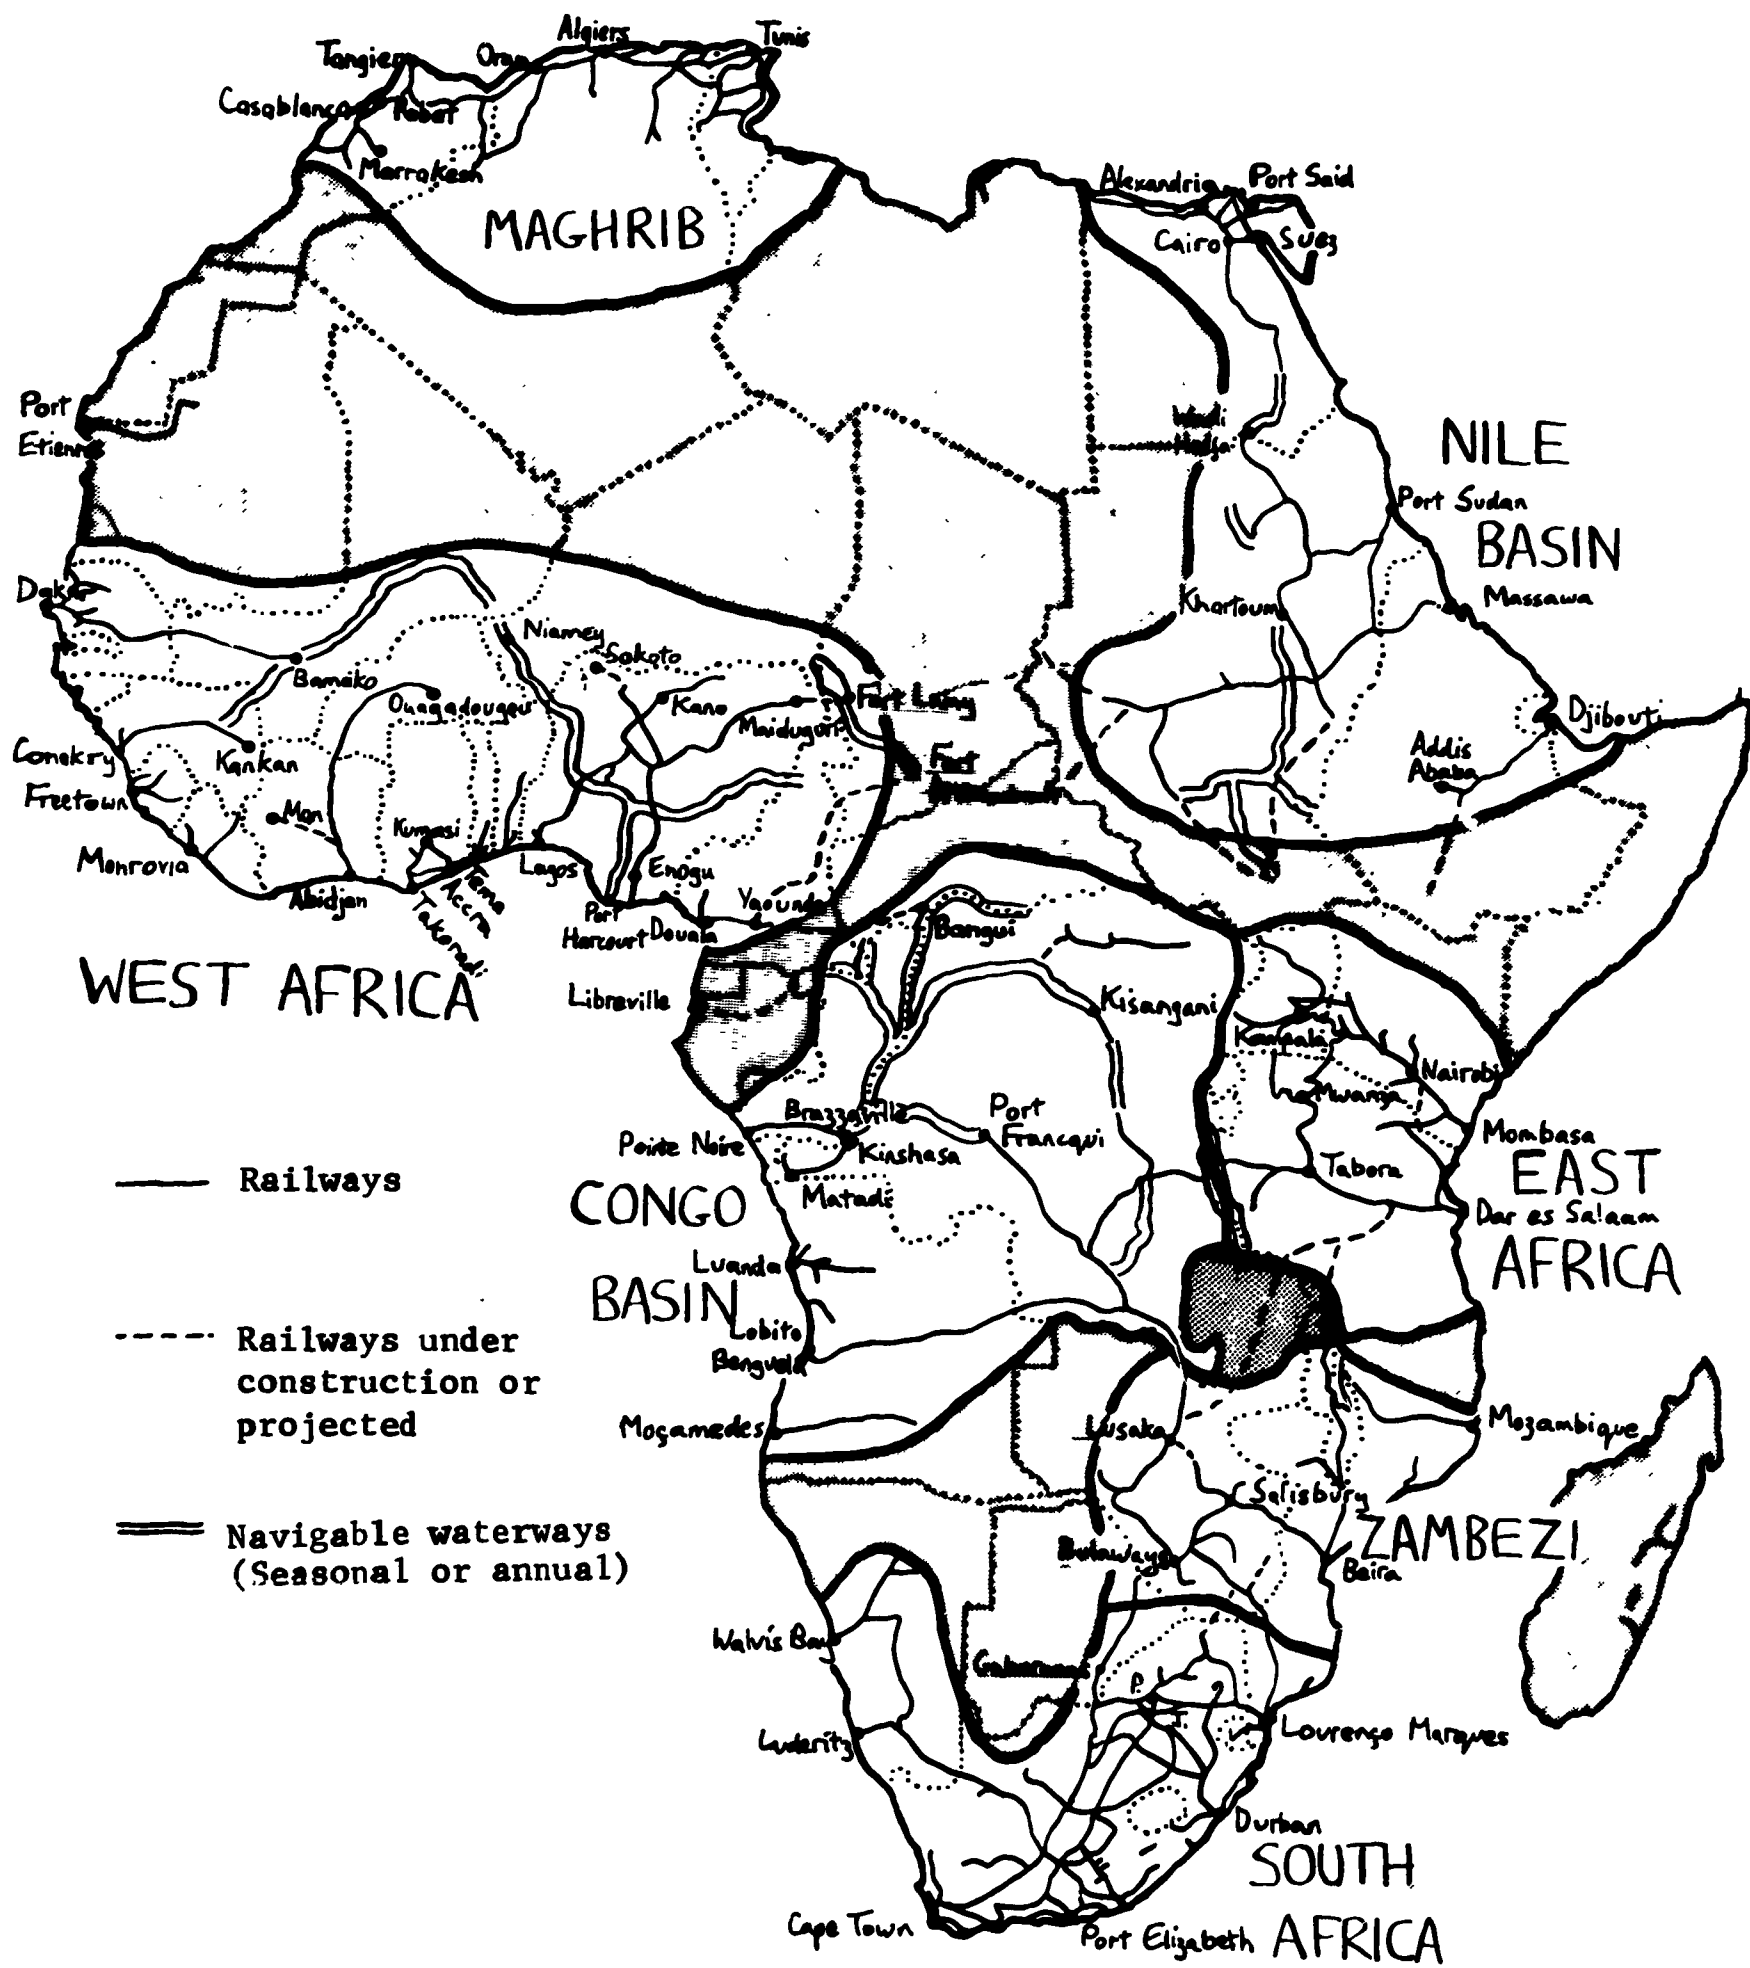 Algiers
Tunis
Tangier
Oran
Casablanca
Rabat
Marrakesh
MAGHRIB
Alexandria
Port Said
Cairo
Suez
Port
Etienne
Wadi
Halfa
NILE
Port Sudan
BASIN
Dakar
Khartoum
Massawa
Niamey
Sokoto
Bamako
Ouagadougou
Kano
Fort Lamy
Maiduguri
Djibouti
Conakry
Kankan
Fort
Addis
Ababa
Freetown
Man
Kumasi
Monrovia
Lagos
Enogu
Abidjan
Tema
Accra
Takoradi
Port
Harcourt
Douala
Yaounde
Bangui
WEST AFRICA
Libreville
Kisangani
Kampala
Nairobi
Mwanza
Brazzaville
Port
Francqui
Pointe Noire
Kinshasa
Mombasa
Railways
Tabora
EAST
Matadi
CONGO
Dar es Salaam
AFRICA
Luanda
BASIN
Railways under
construction or
projected
Lobito
Benguela
Moçamedes
Lusaka
Mozambique
Salisbury
Navigable waterways
(Seasonal or annual)
ZAMBEZI
Bulawayo
Beira
Walvis Bay
P.
J.
Lourenço Marques
Luderitz
Durban
SOUTH
Cape Town
Port Elizabeth
AFRICA